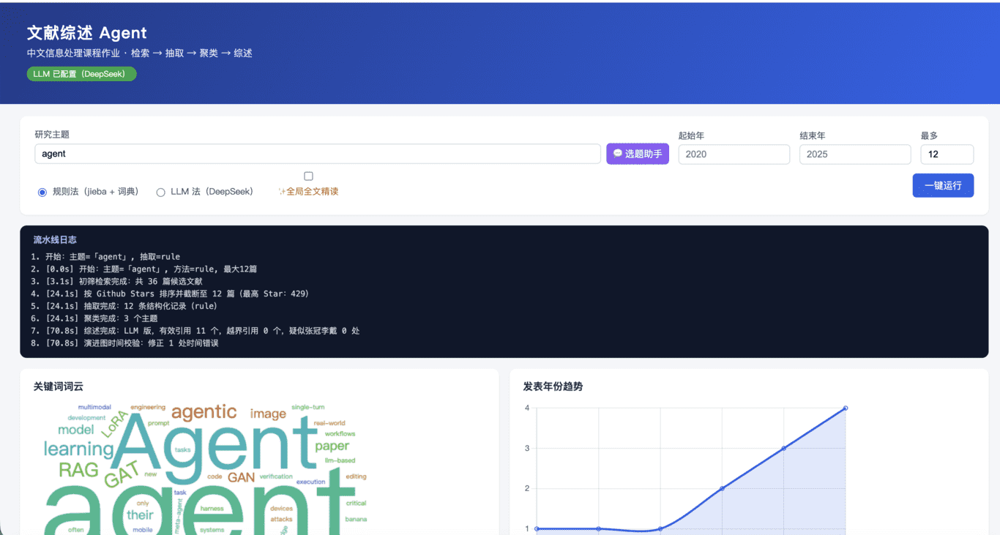 文献综述 Agent
中文信息处理课程作业 · 检索 → 抽取 → 聚类 → 综述
LLM 已配置（DeepSeek）
研究主题
agent
💬 选题助手
起始年
2020
结束年
2025
最多
12
规则法（jieba + 词典）
LLM 法（DeepSeek）
✨全局全文精读
一键运行
流水线日志
1. 开始: 主题=「agent」, 抽取=rule
2. [0.0s] 开始: 主题=「agent」, 方法=rule, 最大12篇
3. [3.1s] 初筛检索完成: 共 36 篇候选文献
4. [24.1s] 按 Github Stars 排序并截断至 12 篇 (最高 Star: 429)
5. [24.1s] 抽取完成: 12 条结构化记录 (rule)
6. [24.1s] 聚类完成: 3 个主题
7. [70.8s] 综述完成: LLM 版, 有效引用 11 个, 越界引用 0 个, 疑似张冠李戴 0 处
8. [70.8s] 演进图时间校验: 修正 1 处时间错误
关键词词云
multimodal
engineering
agentic
image
single-turn
development
prompt
LoRA
model
real-world
workflows
learning
Agent
tasks
paper
llm-based
RAG
GAT
new
code
GAN
verification
execution
editing
agent
task
only
their
mobile
often
meta-agent
harness
systems
devices
attacks
critical
banana
发表年份趋势
4
3
2
1